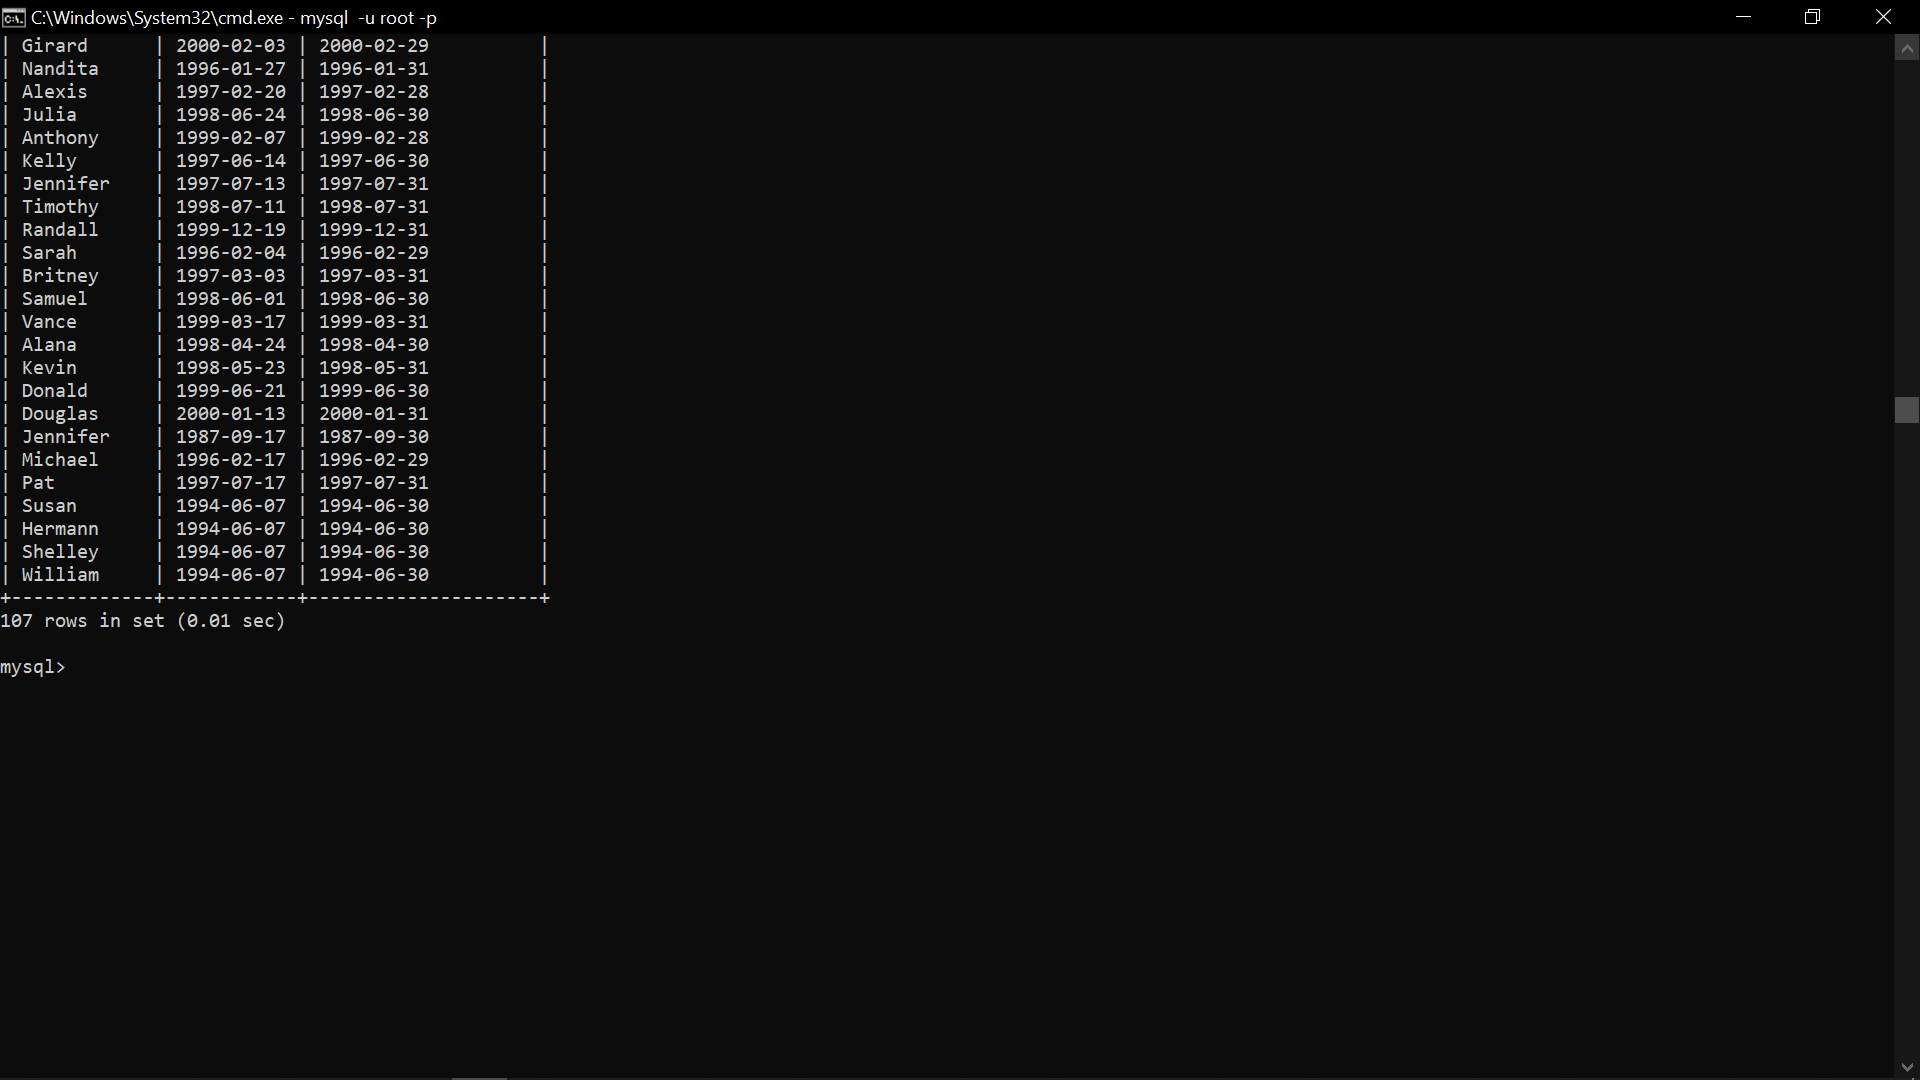 C:\Windows\System32\cmd.exe - mysql  -u root -p
| Girard      | 2000-02-03 | 2000-02-29          |
| Nandita     | 1996-01-27 | 1996-01-31          |
| Alexis      | 1997-02-20 | 1997-02-28          |
| Julia       | 1998-06-24 | 1998-06-30          |
| Anthony     | 1999-02-07 | 1999-02-28          |
| Kelly       | 1997-06-14 | 1997-06-30          |
| Jennifer    | 1997-07-13 | 1997-07-31          |
| Timothy     | 1998-07-11 | 1998-07-31          |
| Randall     | 1999-12-19 | 1999-12-31          |
| Sarah       | 1996-02-04 | 1996-02-29          |
| Britney     | 1997-03-03 | 1997-03-31          |
| Samuel      | 1998-06-01 | 1998-06-30          |
| Vance       | 1999-03-17 | 1999-03-31          |
| Alana       | 1998-04-24 | 1998-04-30          |
| Kevin       | 1998-05-23 | 1998-05-31          |
| Donald      | 1999-06-21 | 1999-06-30          |
| Douglas     | 2000-01-13 | 2000-01-31          |
| Jennifer    | 1987-09-17 | 1987-09-30          |
| Michael     | 1996-02-17 | 1996-02-29          |
| Pat         | 1997-07-17 | 1997-07-31          |
| Susan       | 1994-06-07 | 1994-06-30          |
| Hermann     | 1994-06-07 | 1994-06-30          |
| Shelley     | 1994-06-07 | 1994-06-30          |
| William     | 1994-06-07 | 1994-06-30          |
+-------------+------------+---------------------+
107 rows in set (0.01 sec)
mysql>